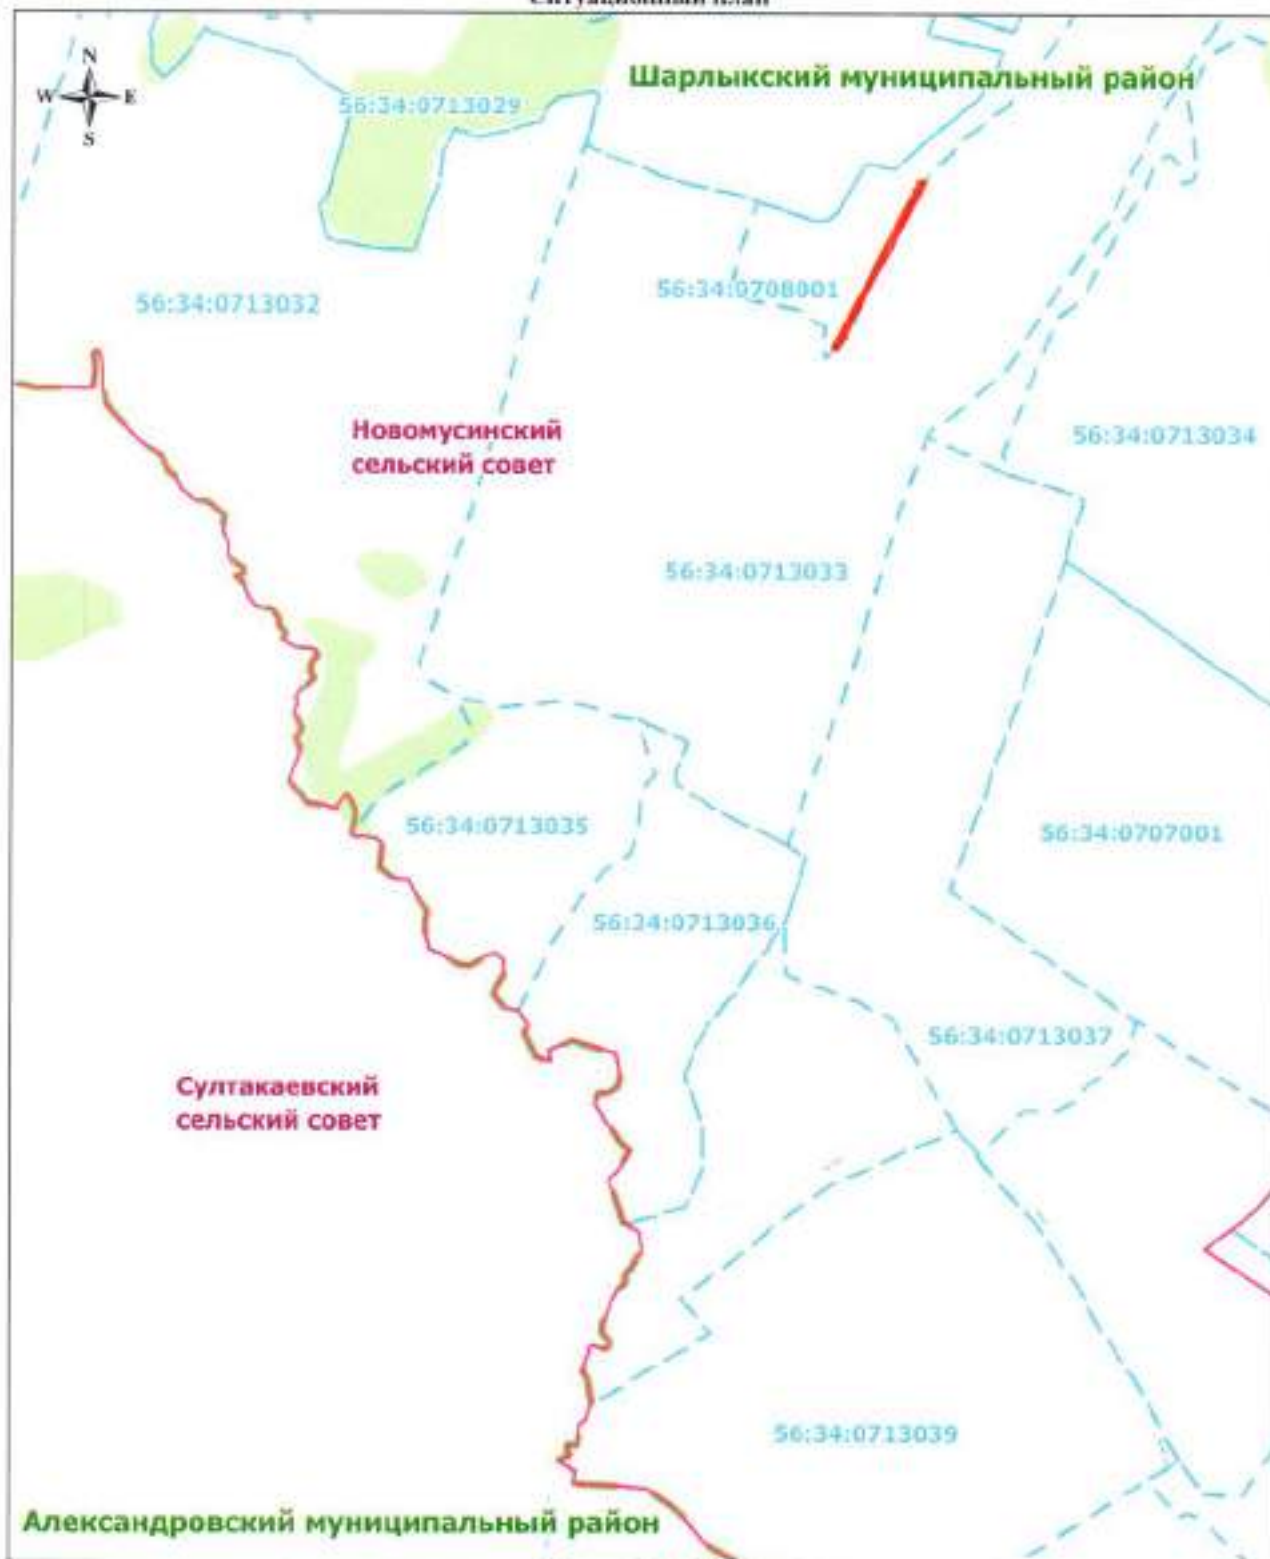 Ситуационный план
N
W E
S
Шарлыкский муниципальный район
56:34:0713029
56:34:0713032
56:34:0708001
Новомусинский
сельский совет
56:34:0713034
56:34:0713033
56:34:0713035
56:34:0707001
56:34:0713036
56:34:0713037
Султакаевский
сельский совет
56:34:0713039
Александровский муниципальный район